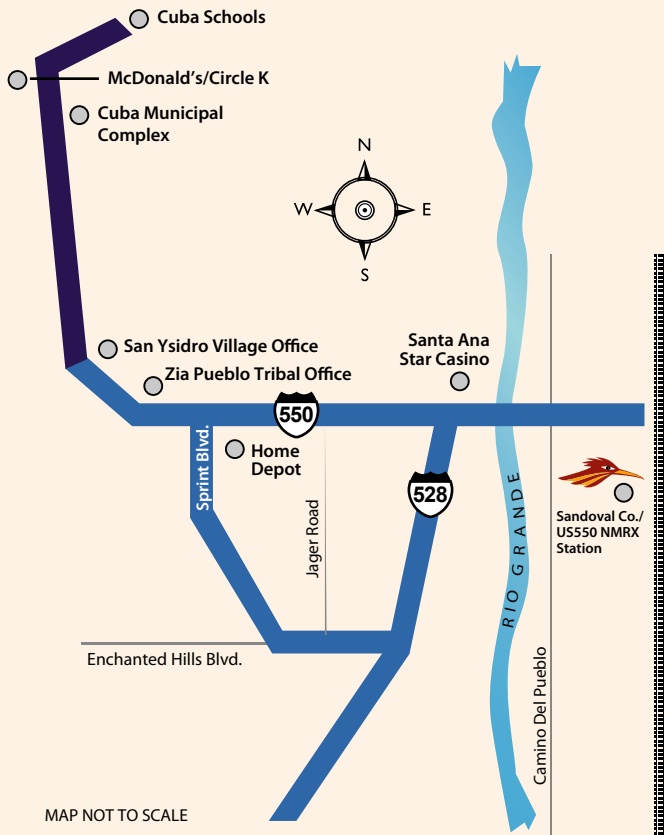 Cuba Schools
McDonald's/Circle K
Cuba Municipal
Complex
N
W
E
S
San Ysidro Village Office
Zia Pueblo Tribal Office
Santa Ana
Star Casino
550
Sprint Blvd.
Home
Depot
528
Jager Road
RIO GRANDE
Sandoval Co./
US550 NMRX
Station
Enchanted Hills Blvd.
Camino Del Pueblo
MAP NOT TO SCALE